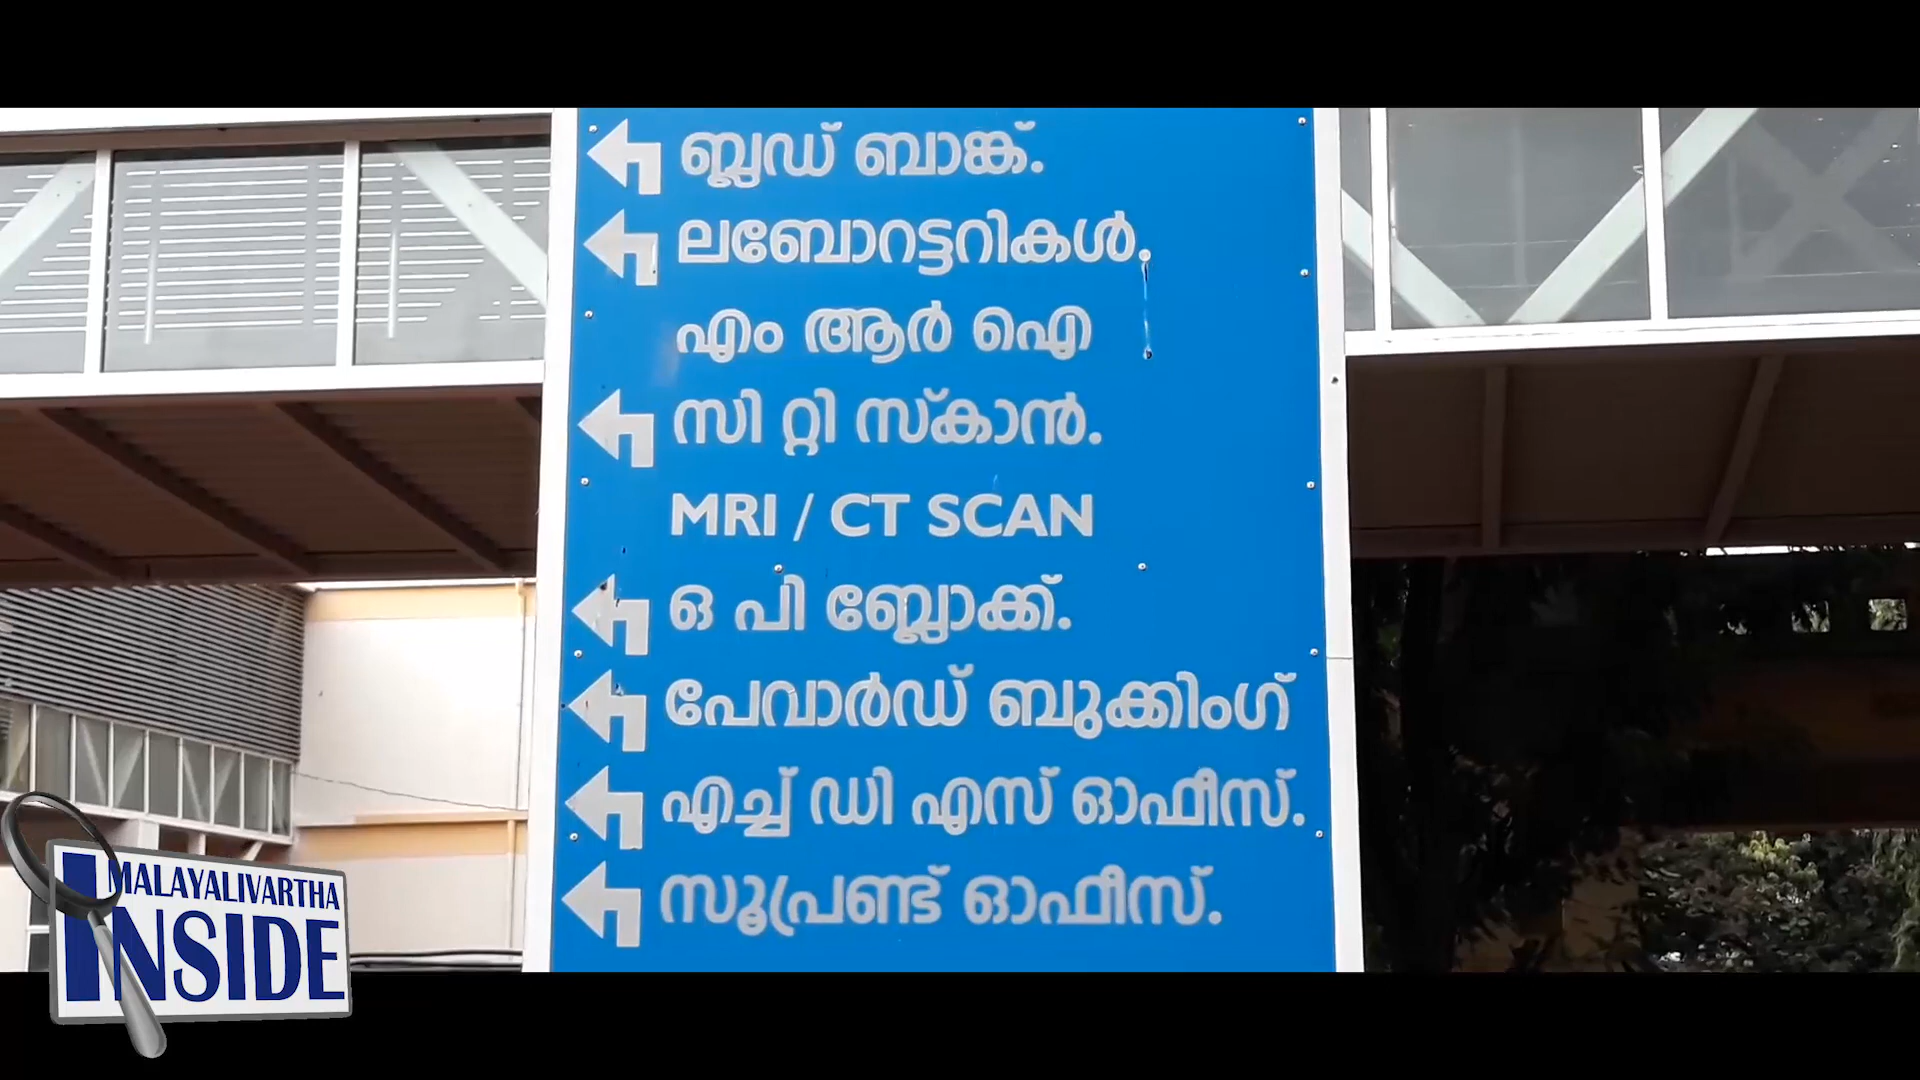 ബ്ലഡ് ബാങ്ക്.
ലബോറട്ടറികൾ.
എം ആർ ഐ
സി റ്റി സ്കാൻ.
MRI / CT SCAN
ഒ പി ബ്ലോക്ക്.
പേവാർഡ് ബുക്കിംഗ്
എച്ച് ഡി എസ് ഓഫീസ്.
സൂപ്രണ്ട് ഓഫീസ്.
MALAYALIVARTHA
INSIDE